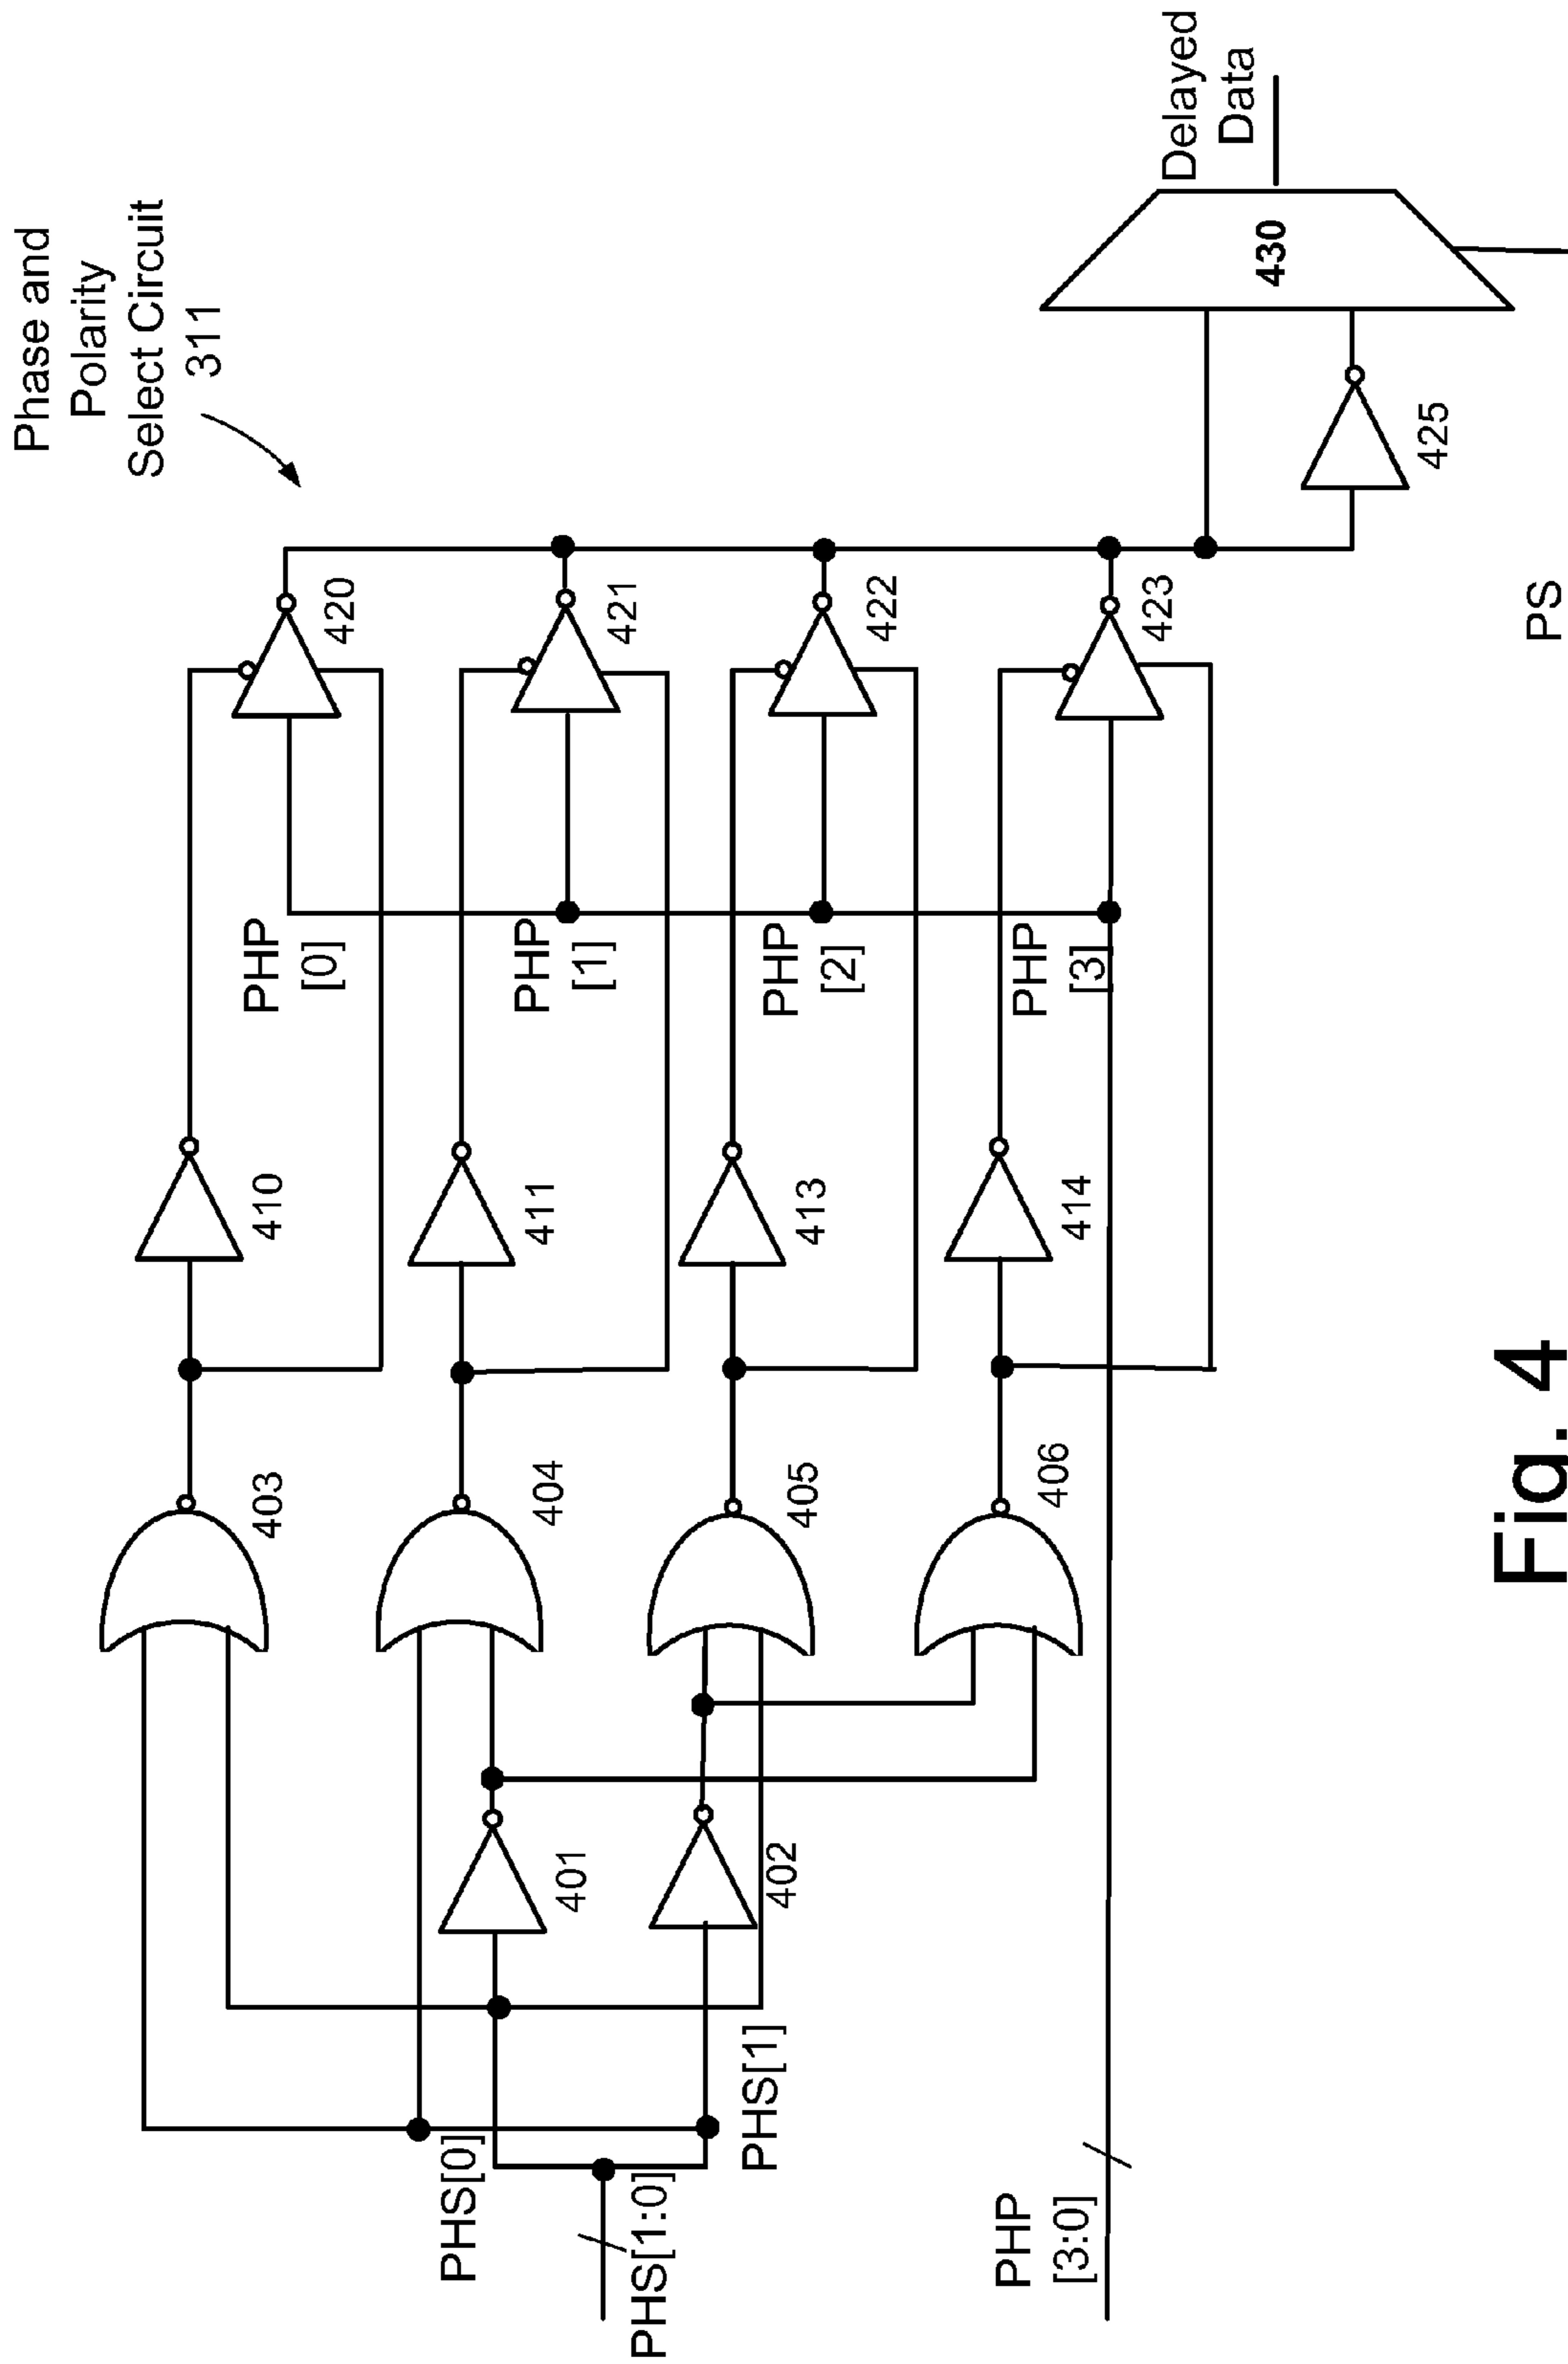 Phase and
Polarity
Select Circuit
311
403
410
PHP
[0]
420
404
411
PHP
[1]
421
PHS[0]
401
405
413
PHP
[2]
422
PHS[1:0]
PHS[1]
402
406
414
PHP
[3]
423
PHP
[3:0]
425
430
Delayed
Data
PS
Fig. 4